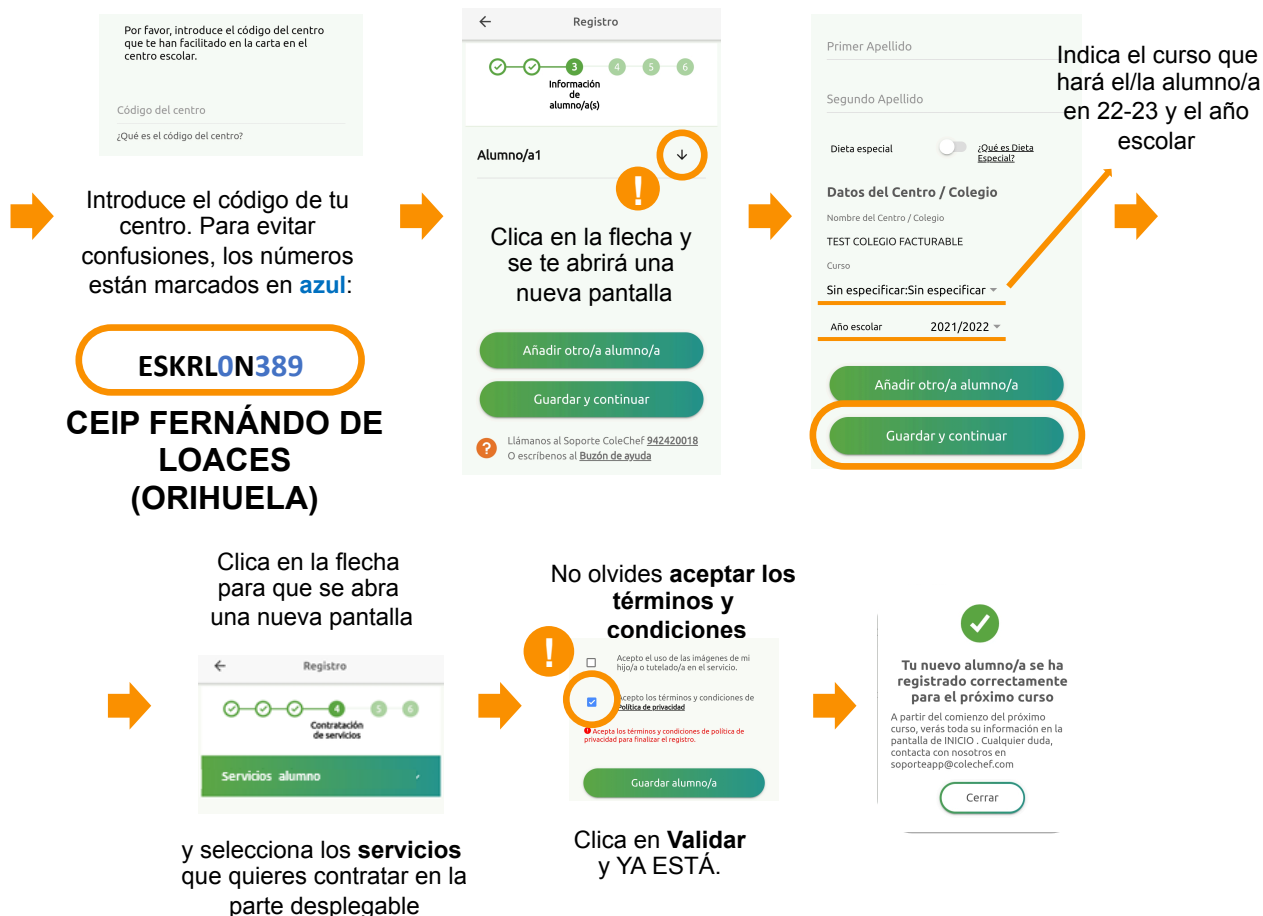 Por favor, introduce el código del centro
que te han facilitado en la carta en el
centro escolar.
Código del centro
¿Qué es el código del centro?
Introduce el código de tu
centro. Para evitar
confusiones, los números
están marcados en azul:
ESKRL0N389
CEIP FERNÁNDO DE
LOACES
(ORIHUELA)
Registro
3
4
5
6
Información
de
alumno/a(s)
Alumno/a1
!
Clica en la flecha y
se te abrirá una
nueva pantalla
Añadir otro/a alumno/a
Guardar y continuar
?
Llámanos al Soporte ColeChef 942420018
O escríbenos al Buzón de ayuda
Primer Apellido
Segundo Apellido
Dieta especial
¿Qué es Dieta
Especial?
Datos del Centro / Colegio
Nombre del Centro / Colegio
TEST COLEGIO FACTURABLE
Curso
Sin especificar:Sin especificar
Año escolar 2021/2022
Añadir otro/a alumno/a
Guardar y continuar
Indica el curso que
hará el/la alumno/a
en 22-23 y el año
escolar
Clica en la flecha
para que se abra
una nueva pantalla
Registro
4
5
6
Contratación
de servicios
Servicios alumno
y selecciona los servicios
que quieres contratar en la
parte desplegable
No olvides aceptar los
términos y
condiciones
!
Acepto el uso de las imágenes de mi
hijo/a o tutelado/a en el servicio.
Acepto los términos y condiciones de
Política de privacidad
! Acepta los términos y condiciones de política de
privacidad para finalizar el registro.
Guardar alumno/a
Clica en Validar
y YA ESTÁ.
Tu nuevo alumno/a se ha
registrado correctamente
para el próximo curso
A partir del comienzo del próximo
curso, verás toda su información en la
pantalla de INICIO . Cualquier duda,
contacta con nosotros en
soporteapp@colechef.com
Cerrar